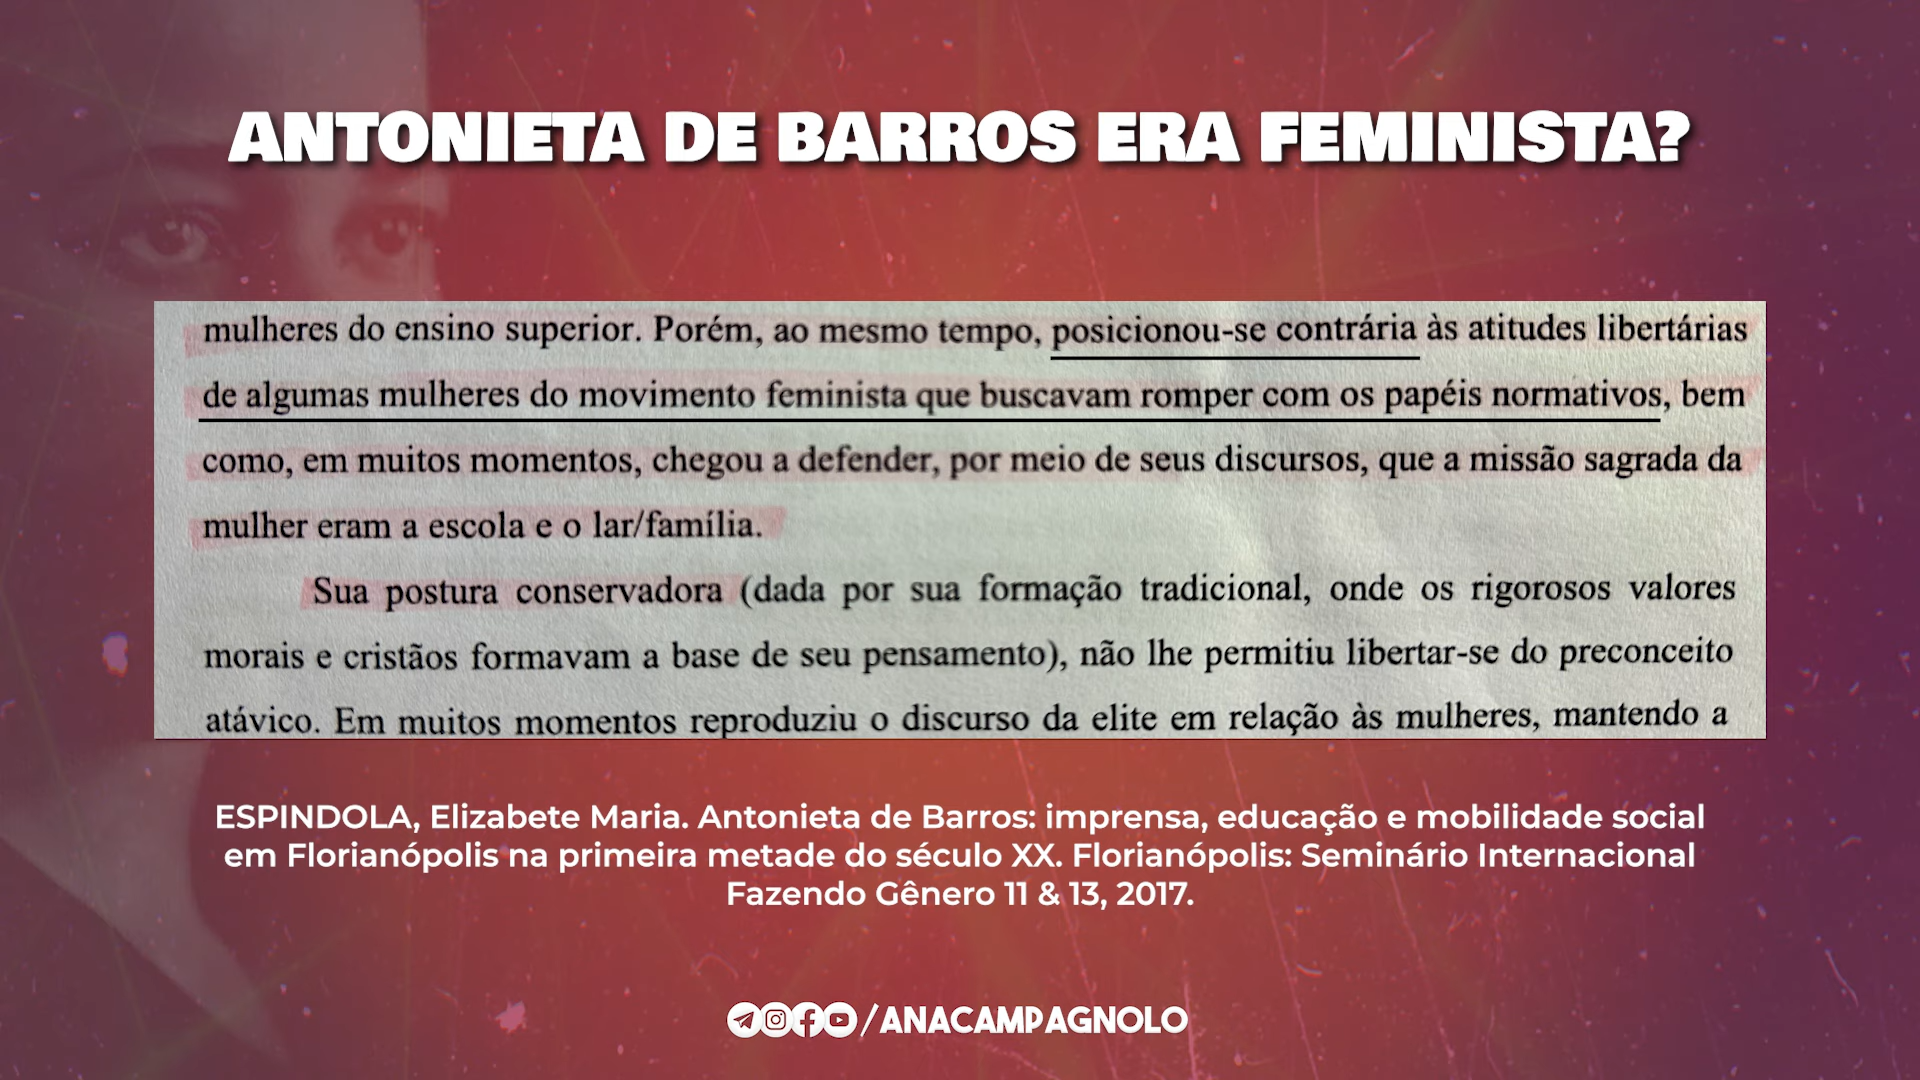 ANTONIETA DE BARROS ERA FEMINISTA?
mulheres do ensino superior. Porém, ao mesmo tempo, posicionou-se contrária às atitudes libertárias
de algumas mulheres do movimento feminista que buscavam romper com os papéis normativos, bem
como, em muitos momentos, chegou a defender, por meio de seus discursos, que a missão sagrada da
mulher eram a escola e o lar/família.
Sua postura conservadora (dada por sua formação tradicional, onde os rigorosos valores
morais e cristãos formavam a base de seu pensamento), não lhe permitiu libertar-se do preconceito
atávico. Em muitos momentos reproduziu o discurso da elite em relação às mulheres, mantendo a
ESPINDOLA, Elizabete Maria. Antonieta de Barros: imprensa, educação e mobilidade social
em Florianópolis na primeira metade do século XX. Florianópolis: Seminário Internacional
Fazendo Gênero 11 & 13, 2017.
/ANACAMPAGNOLO